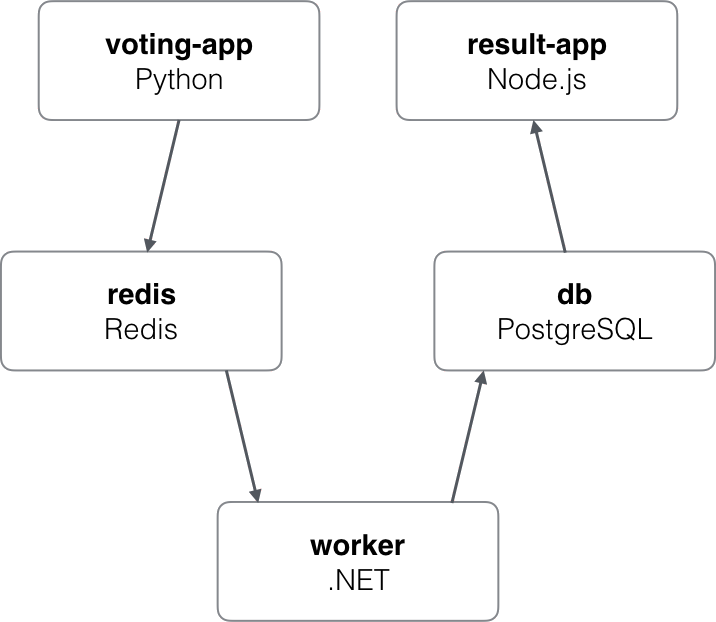 voting-app
Python
result-app
Node.js
redis
Redis
db
PostgreSQL
worker
.NET